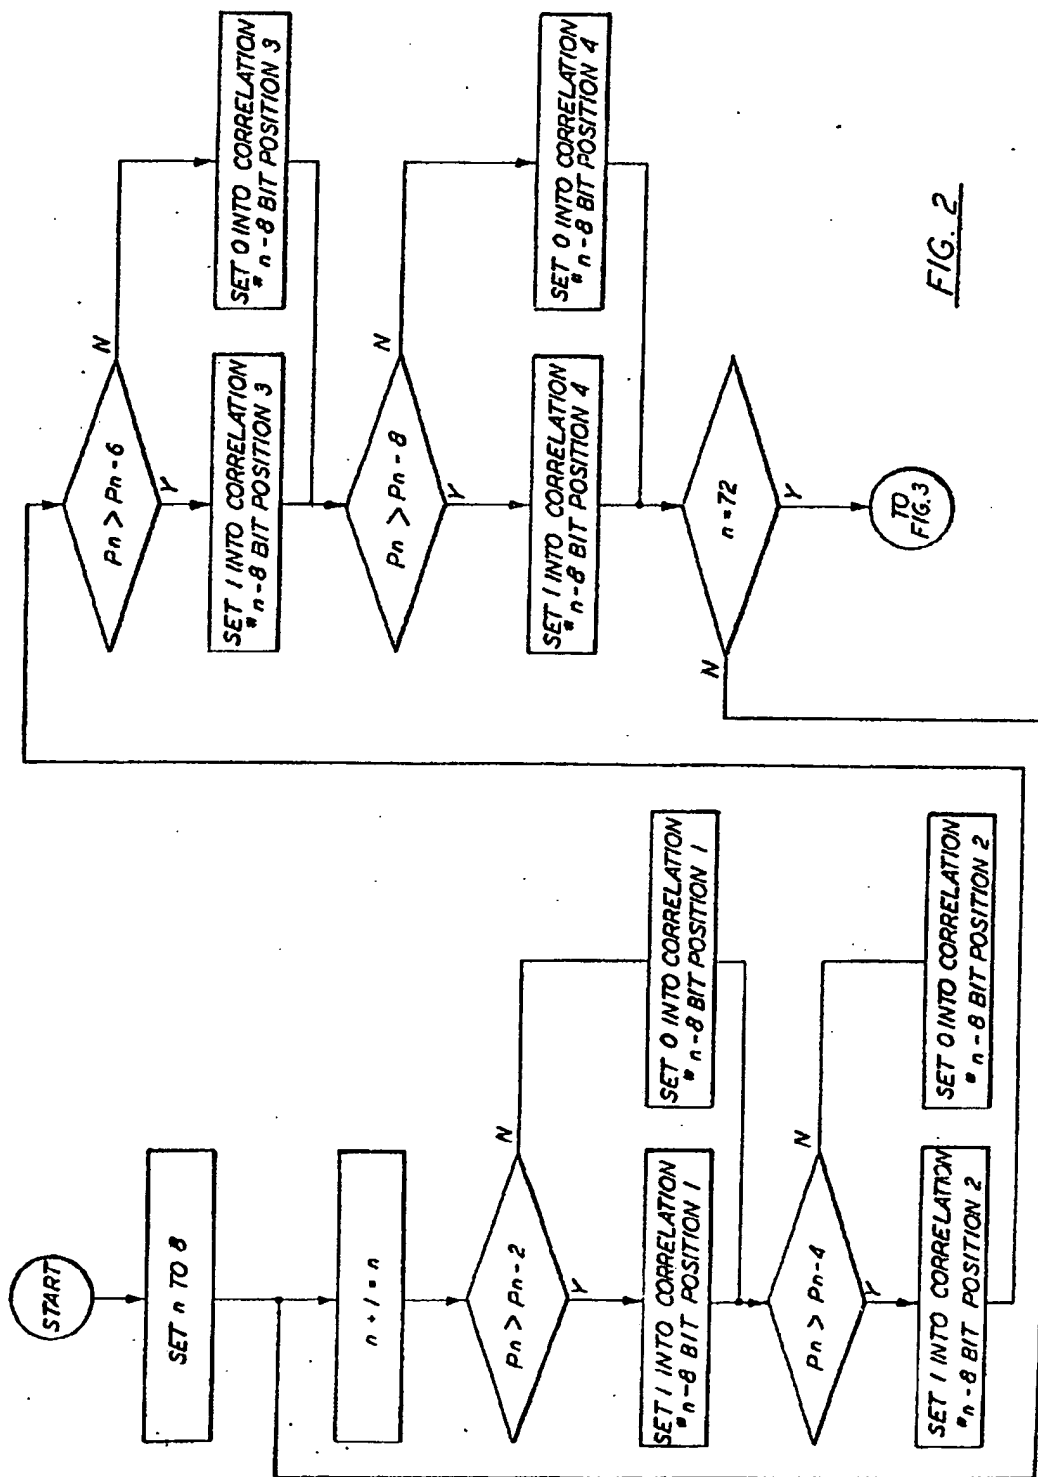 START
SET n TO 8
n + 1 = n
Pn > Pn-2
N
Y
SET 1 INTO CORRELATION
# n-8 BIT POSITION 1
SET 0 INTO CORRELATION
# n-8 BIT POSITION 1
Pn > Pn-4
N
Y
SET 1 INTO CORRELATION
# n-8 BIT POSITION 2
SET 0 INTO CORRELATION
# n-8 BIT POSITION 2
Pn > Pn-6
N
Y
SET 1 INTO CORRELATION
# n-8 BIT POSITION 3
SET 0 INTO CORRELATION
# n-8 BIT POSITION 3
Pn > Pn-8
N
Y
SET 1 INTO CORRELATION
# n-8 BIT POSITION 4
SET 0 INTO CORRELATION
# n-8 BIT POSITION 4
n = 72
N
Y
TO
FIG.3
FIG. 2